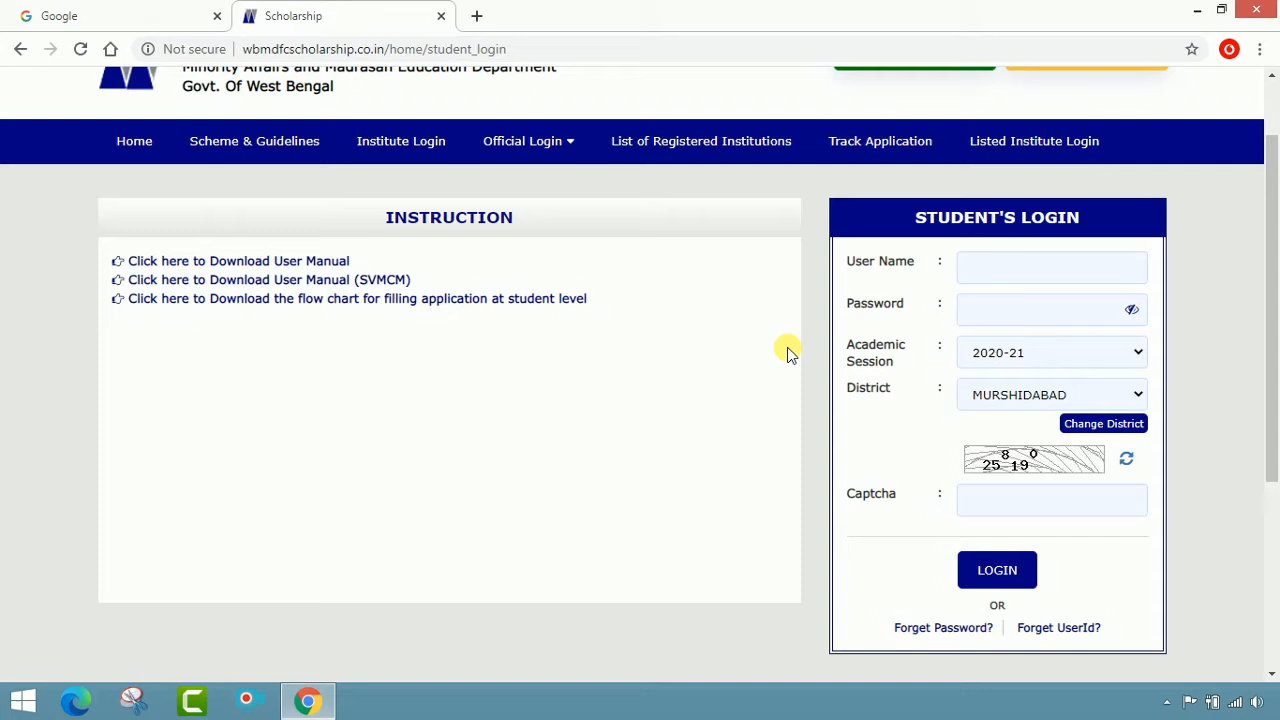 Google
Scholarship
Not secure
wbmdfcscholarship.co.in/home/student_login
Minority Affairs and Madrasah Education Department
Govt. Of West Bengal
Home
Scheme & Guidelines
Institute Login
Official Login
List of Registered Institutions
Track Application
Listed Institute Login
INSTRUCTION
Click here to Download User Manual
Click here to Download User Manual (SVMCM)
Click here to Download the flow chart for filling application at student level
STUDENT'S LOGIN
User Name :
Password :
Academic Session : 2020-21
District : MURSHIDABAD
Change District
25 8 19 0
Captcha :
LOGIN
OR
Forget Password?
Forget UserId?